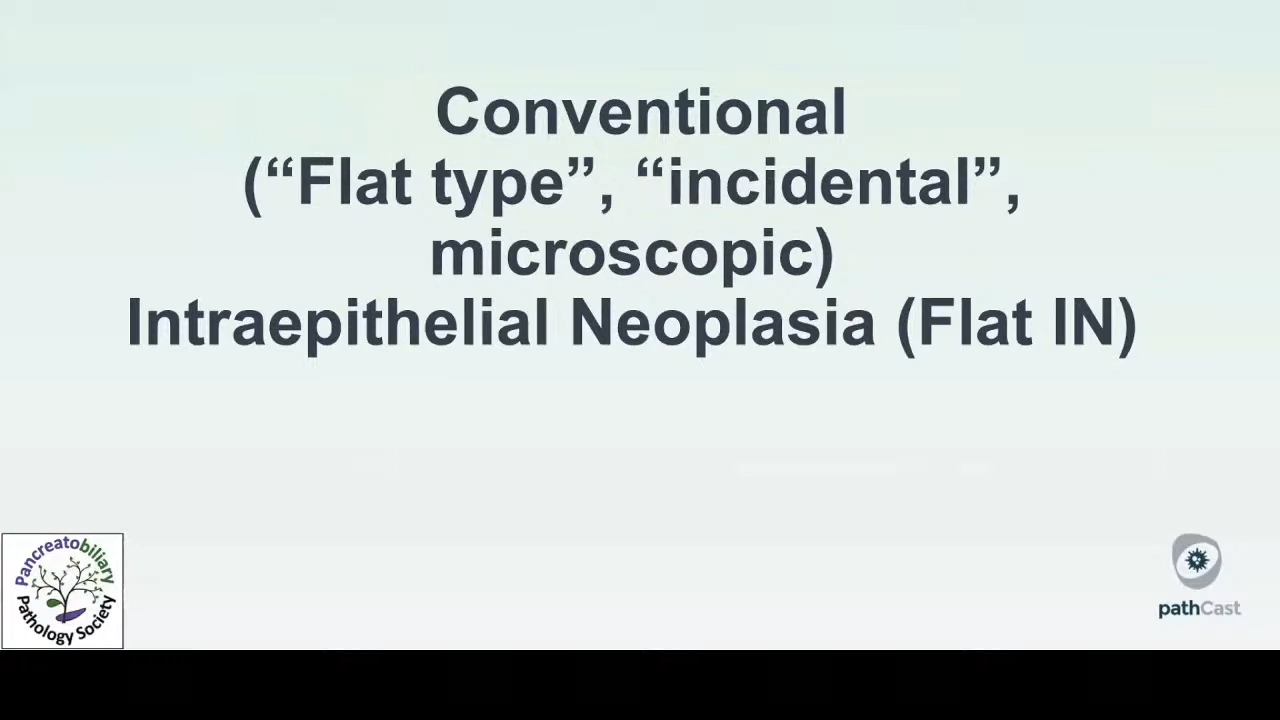 Conventional
(“Flat type”, “incidental”,
microscopic)
Intraepithelial Neoplasia (Flat IN)
Pancreatobiliary
Pathology Society
pathCast